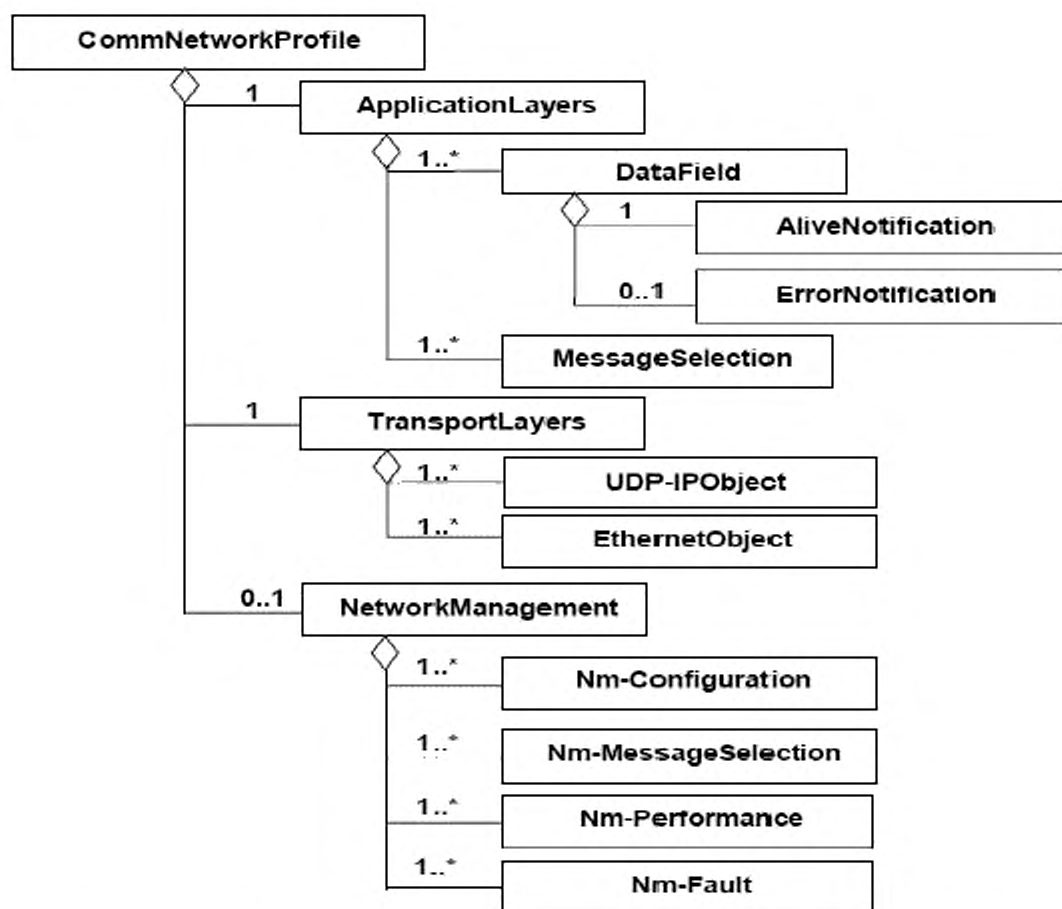 CommNetworkProfile
1
ApplicationLayers
1..*
DataField
1
AliveNotification
0..1
ErrorNotification
1..*
MessageSelection
1
TransportLayers
1..*
UDP-IPObject
1..*
EthernetObject
0..1
NetworkManagement
1..*
Nm-Configuration
1..*
Nm-MessageSelection
1..*
Nm-Performance
1..*
Nm-Fault